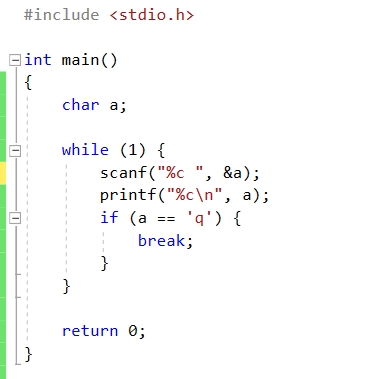 #include <stdio.h>
int main()
{
char a;
while (1) {
scanf("%c ", &a);
printf("%c\n", a);
if (a == 'q') {
break;
}
}
return 0;
}